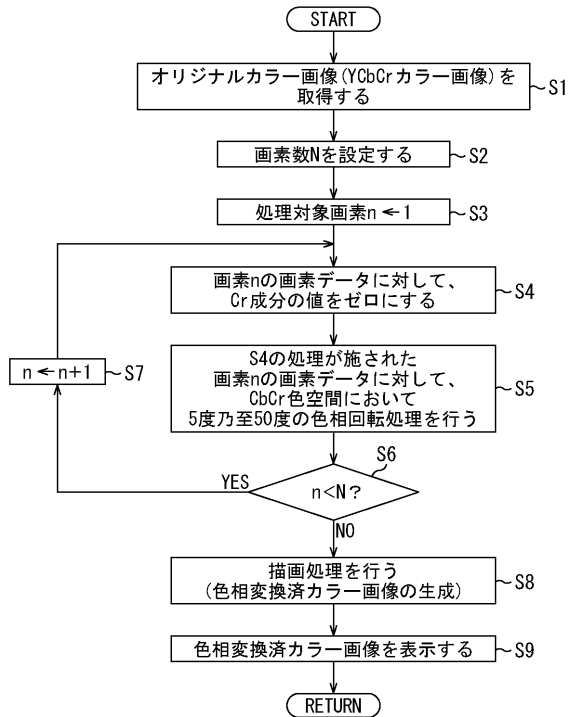 START
オリジナルカラー画像(YCbCrカラー画像)を
取得する
S1
画素数Nを設定する
S2
処理対象画素n←1
S3
画素nの画素データに対して、
Cr成分の値をゼロにする
S4
S4の処理が施された
画素nの画素データに対して、
CbCr色空間において
5度乃至50度の色相回転処理を行う
S5
n←n+1
S7
S6
n<N?
YES
NO
描画処理を行う
(色相変換済カラー画像の生成)
S8
色相変換済カラー画像を表示する
S9
RETURN